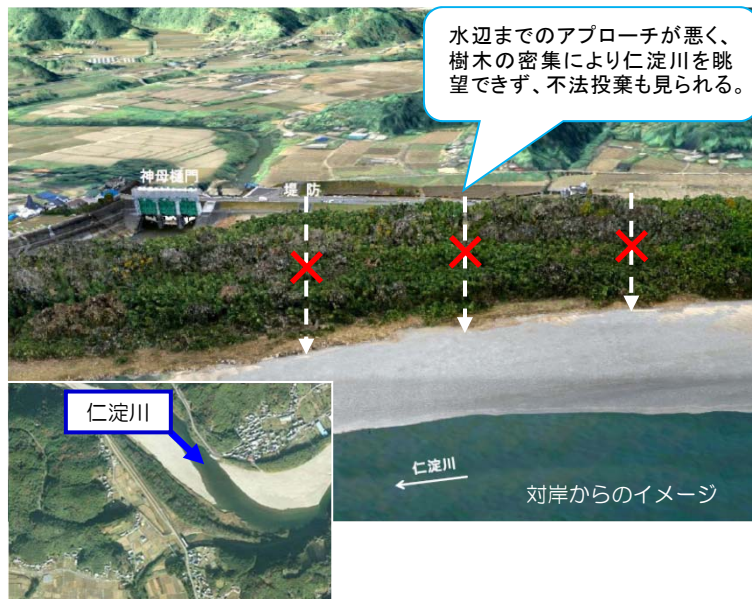 水辺までのアプローチが悪く、
樹木の密集により仁淀川を眺
望できず、不法投棄も見られる。
神母樋門
堤 防
仁淀川
仁淀川
対岸からのイメージ